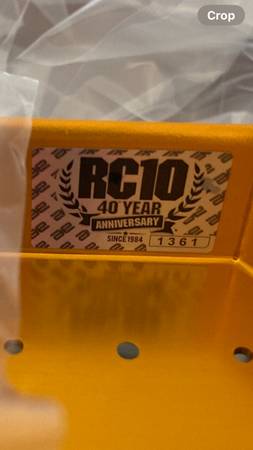 Crop
RC10
40 YEAR
ANNIVERSARY
SINCE 1984
1361